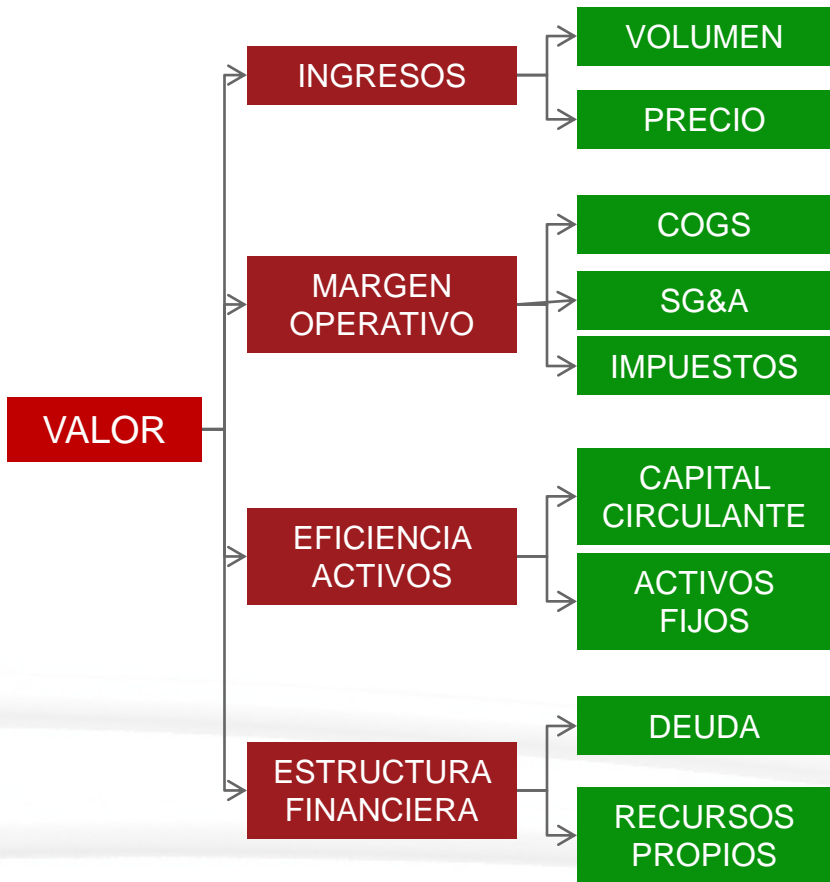 VALOR
INGRESOS
VOLUMEN
PRECIO
MARGEN
OPERATIVO
COGS
SG&A
IMPUESTOS
EFICIENCIA
ACTIVOS
CAPITAL
CIRCULANTE
ACTIVOS
FIJOS
ESTRUCTURA
FINANCIERA
DEUDA
RECURSOS
PROPIOS